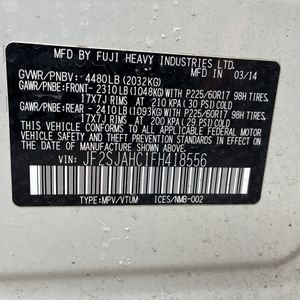 MFD BY FUJI HEAVY INDUSTRIES LTD. 03/14
GVWR/PNBV: 4480LB (2032KG)
GAWR/PNBE:FRONT- 2310LB (1048KG) WITH P225/60R17 98H TIRES,
17X7J RIMS AT 210 KPA (30 PSI) COLD
GAWR/PNBE:REAR - 2410LB (1093KG) WITH P225/60R17 98H TIRES,
17X7J RIMS AT 200 KPA (29 PSI) COLD
THIS VEHICLE CONFORMS TO ALL APPLICABLE
FEDERAL MOTOR VEHICLE SAFETY AND BUMPER
STANDARDS IN EFFECT ON THE DATE OF
MANUFACTURE SHOWN ABOVE.
VIN: JF2SJAHC1FH418556
TYPE:MPV/VTUM ICES/NMB-002